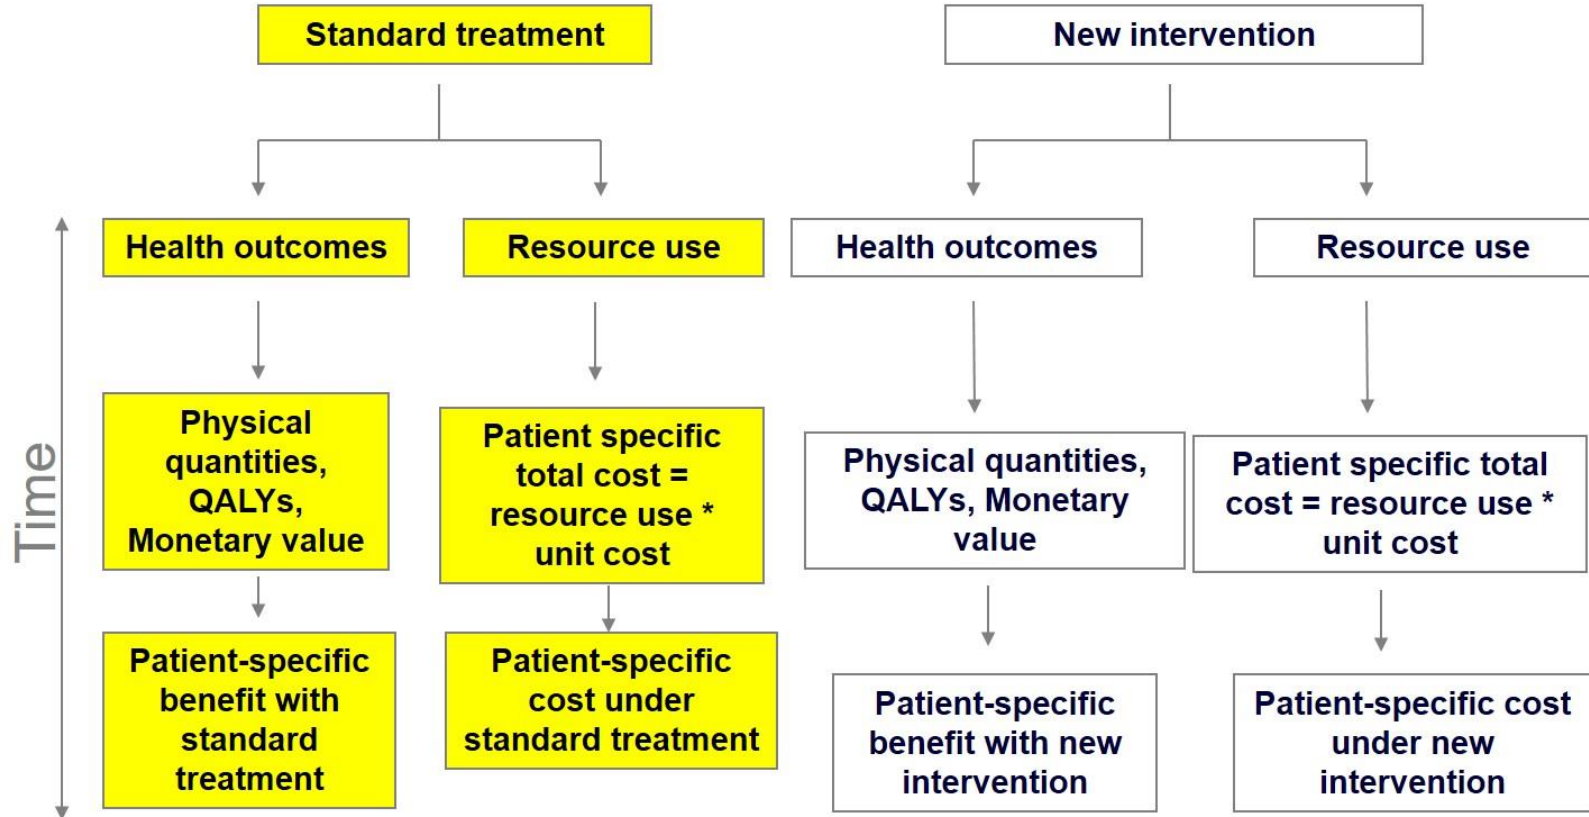 Standard treatment
New intervention
Health outcomes
Resource use
Health outcomes
Resource use
Time
Physical
quantities,
QALYs,
Monetary value
Patient specific
total cost =
resource use *
unit cost
Physical quantities,
QALYs, Monetary
value
Patient specific total
cost = resource use *
unit cost
Patient-specific
benefit with
standard
treatment
Patient-specific
cost under
standard treatment
Patient-specific
benefit with new
intervention
Patient-specific cost
under new
intervention